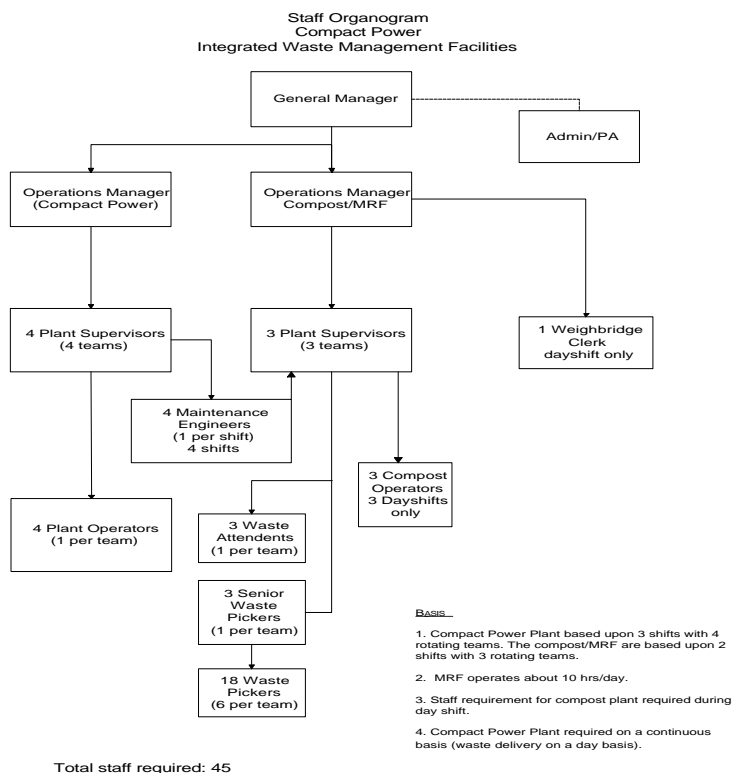 Staff Organogram
Compact Power
Integrated Waste Management Facilities
General Manager
Admin/PA
Operations Manager
(Compact Power)
Operations Manager
Compost/MRF
4 Plant Supervisors
(4 teams)
3 Plant Supervisors
(3 teams)
1 Weighbridge
Clerk
dayshift only
4 Maintenance
Engineers
(1 per shift)
4 shifts
3 Compost
Operators
3 Dayshifts
only
4 Plant Operators
(1 per team)
3 Waste
Attendents
(1 per team)
3 Senior
Waste
Pickers
(1 per team)
18 Waste
Pickers
(6 per team)
BASIS
1. Compact Power Plant based upon 3 shifts with 4
rotating teams. The compost/MRF are based upon 2
shifts with 3 rotating teams.
2. MRF operates about 10 hrs/day.
3. Staff requirement for compost plant required during
day shift.
4. Compact Power Plant required on a continuous
basis (waste delivery on a day basis).
Total staff required: 45